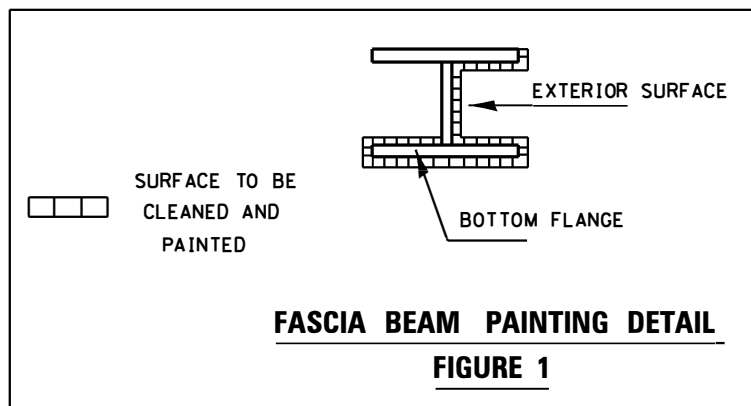 EXTERIOR SURFACE
SURFACE TO BE
CLEANED AND
PAINTED
BOTTOM FLANGE
FASCIA BEAM PAINTING DETAIL
FIGURE 1